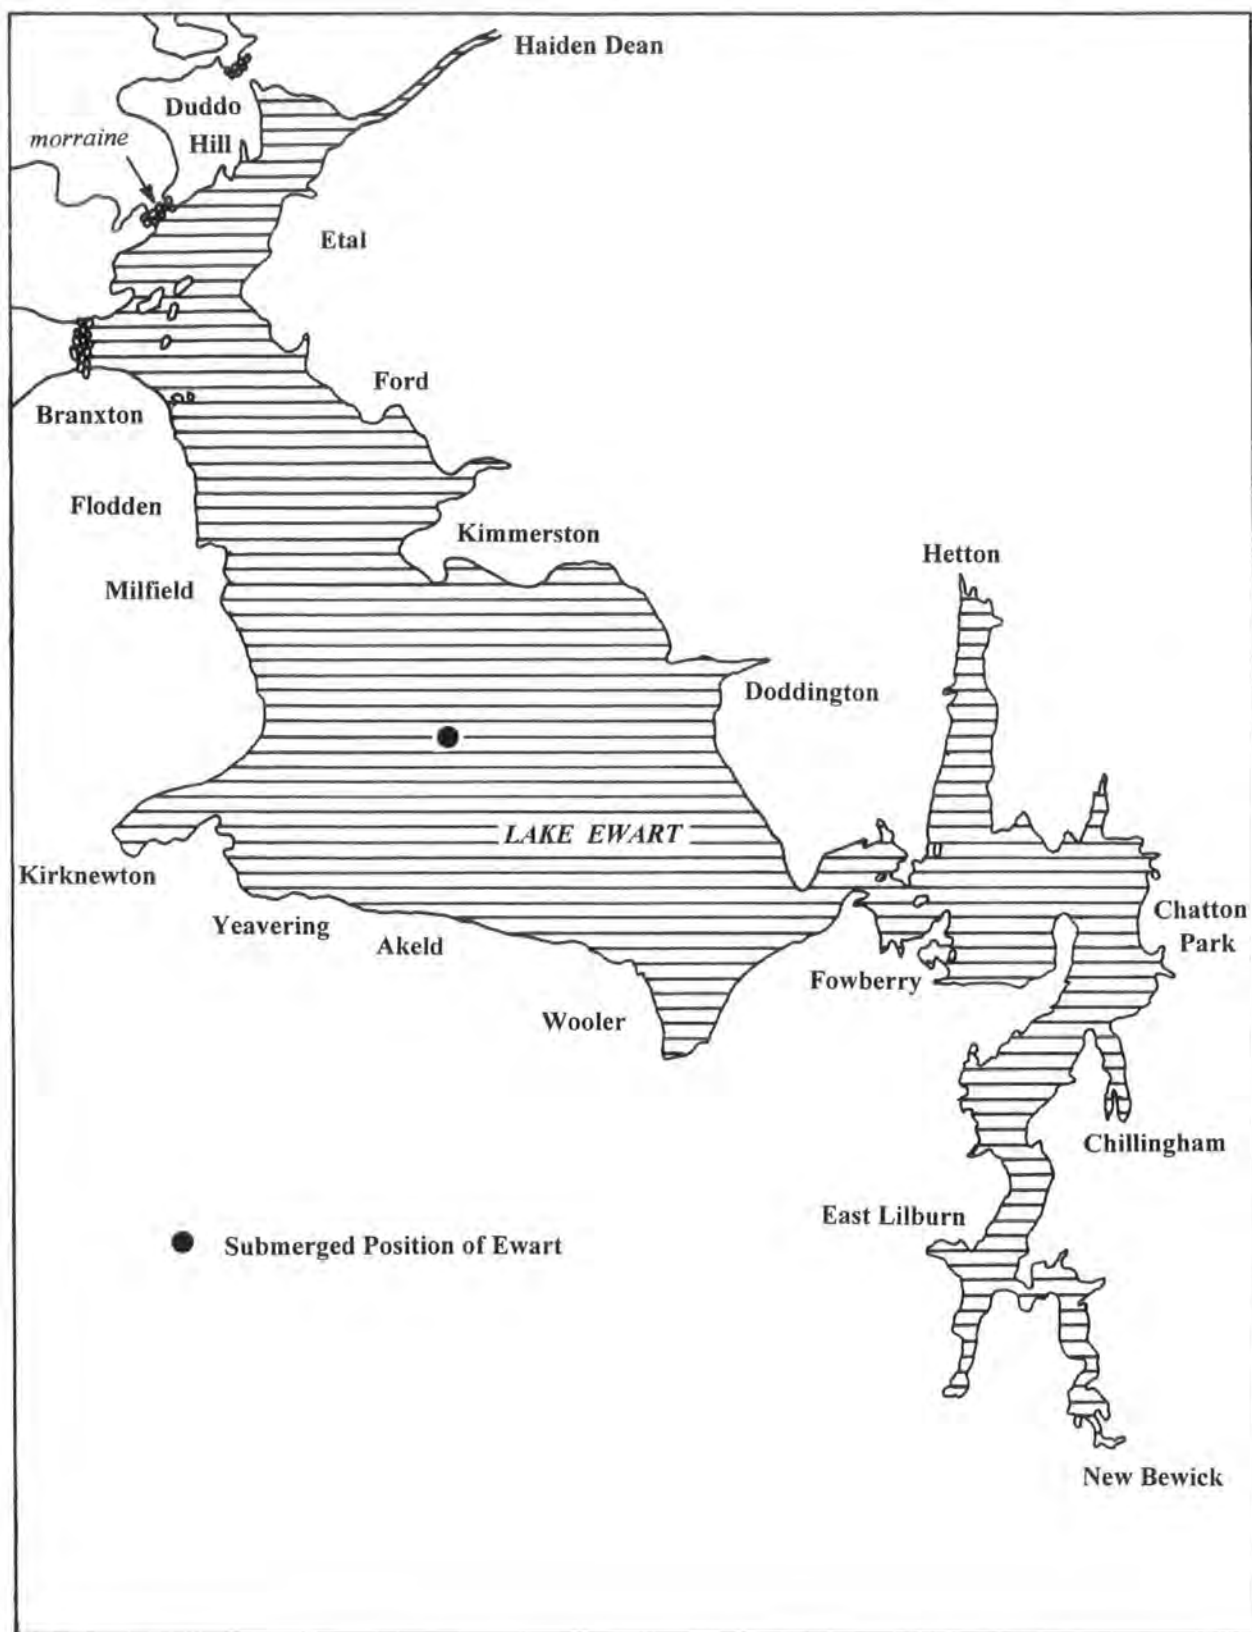 Haiden Dean
Duddo
Hill
morraine
Etal
Ford
Branxton
Flodden
Kimmerston
Hetton
Milfield
Doddington
LAKE EWART
Kirknewton
Chatton
Park
Yeavering
Akeld
Fowberry
Wooler
Chillingham
East Lilburn
Submerged Position of Ewart
New Bewick